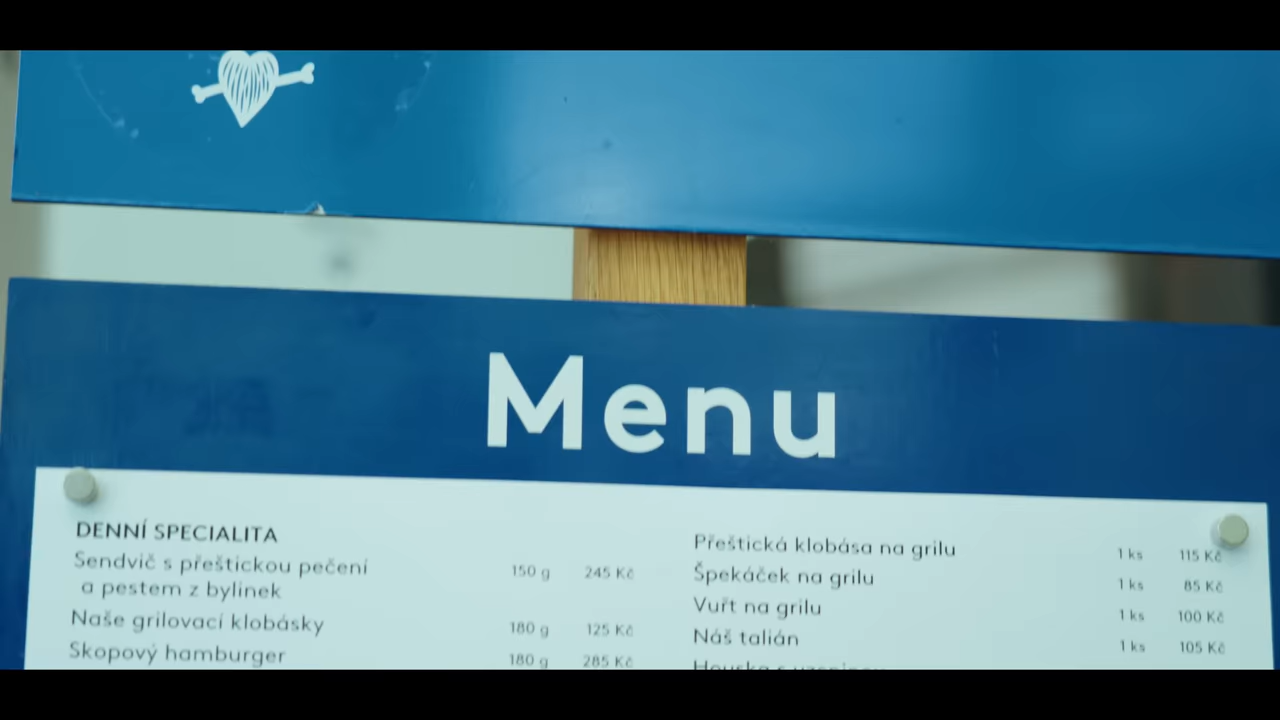 Menu
DENNÍ SPECIALITA
Sendvič s přeštickou pečení 150 g 245 Kč
a pestem z bylinek
Naše grilovací klobásky 180 g 125 Kč
Skopový hamburger 180 g 285 Kč
Přeštická klobása na grilu 1 ks 115 Kč
Špekáček na grilu 1 ks 85 Kč
Vuřt na grilu 1 ks 100 Kč
Náš talián 1 ks 105 Kč